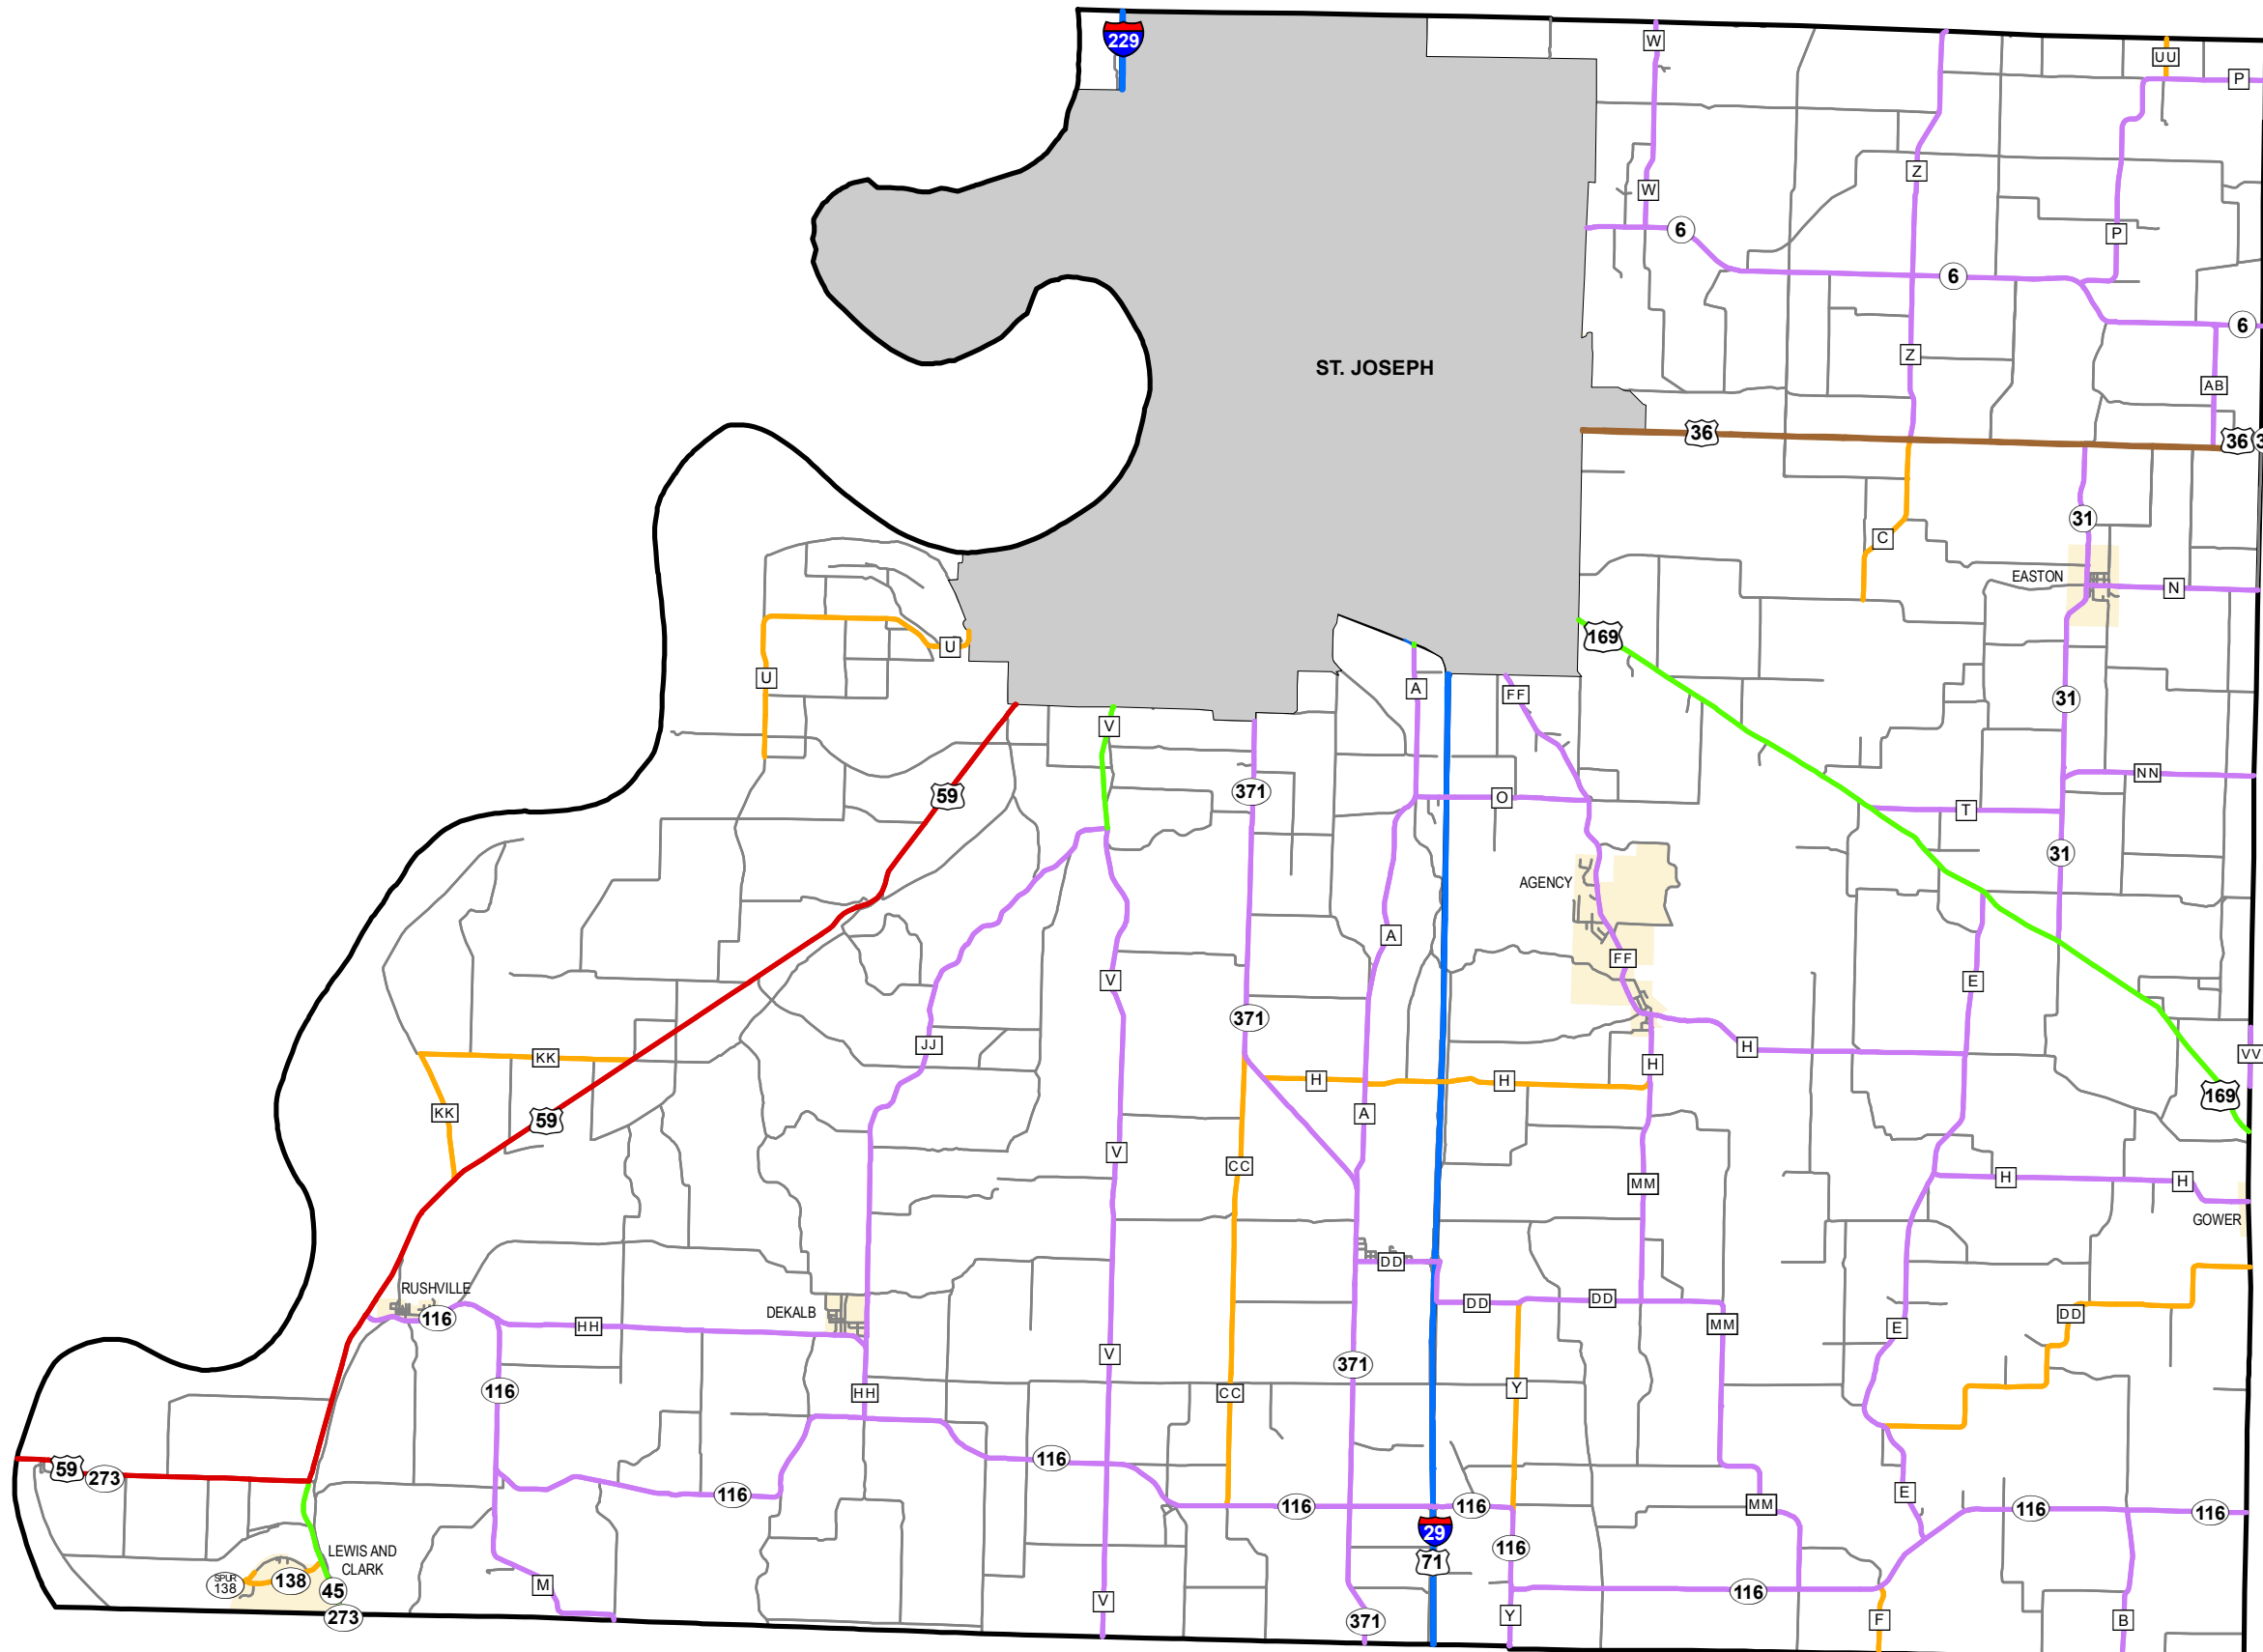 229
W
UU
P
Z
W
6
P
6
6
ST. JOSEPH
Z
AB
36
36
3
31
C
EASTON
N
169
U
U
A
FF
31
V
59
371
O
NN
T
31
AGENCY
A
FF
V
E
371
JJ
H
VV
KK
H
H
H
169
KK
59
A
V
CC
MM
H
H
GOWER
DD
RUSHVILLE
116
HH
DEKALB
DD
DD
MM
DD
E
V
371
116
HH
CC
Y
59
273
116
116
116
116
E
MM
116
116
29
71
116
LEWIS AND
CLARK
SPUR
138
138
45
M
116
V
273
371
Y
F
B